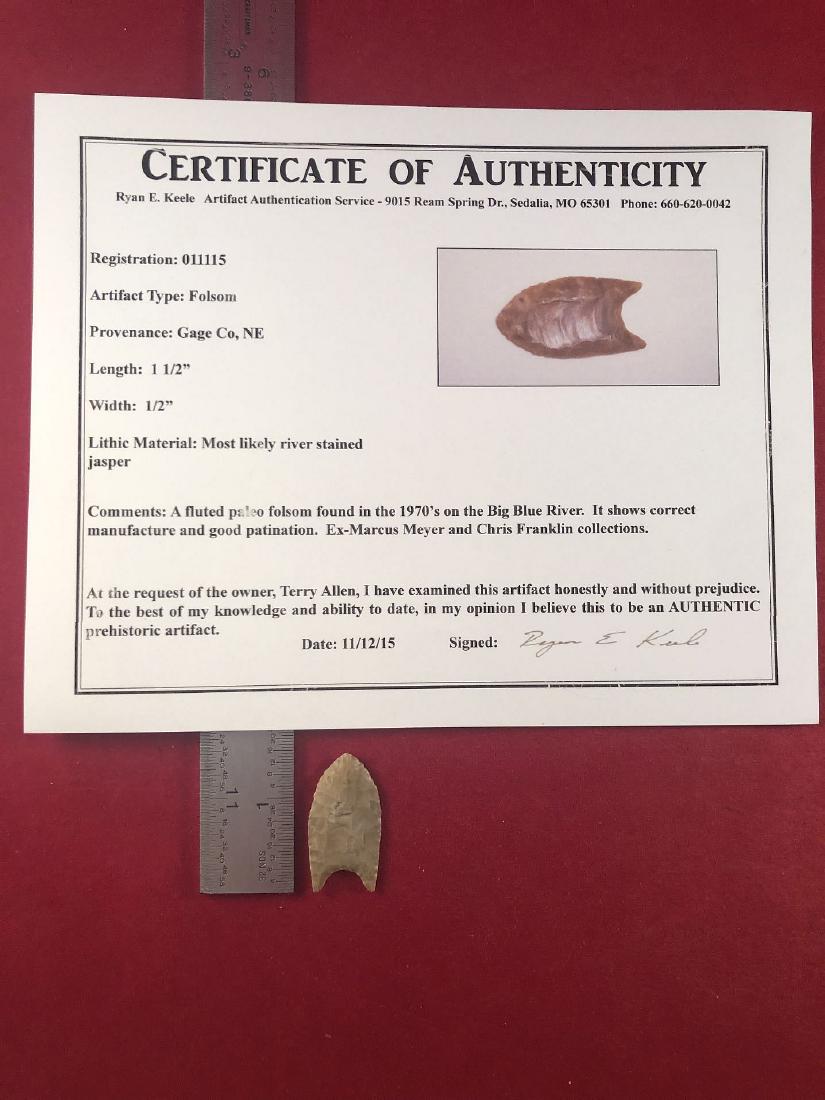 CERTIFICATE OF AUTHENTICITY
Ryan E. Keele Artifact Authentication Service - 9015 Ream Spring Dr., Sedalia, MO 65301 Phone: 660-620-0042
Registration: 011115
Artifact Type: Folsom
Provenance: Gage Co, NE
Length: 1 1/2"
Width: 1/2"
Lithic Material: Most likely river stained
jasper
Comments: A fluted paleo folsom found in the 1970's on the Big Blue River. It shows correct
manufacture and good patination. Ex-Marcus Meyer and Chris Franklin collections.
At the request of the owner, Terry Allen, I have examined this artifact honestly and without prejudice.
To the best of my knowledge and ability to date, in my opinion I believe this to be an AUTHENTIC
prehistoric artifact.
Date: 11/12/15 Signed: Ryan E Keele